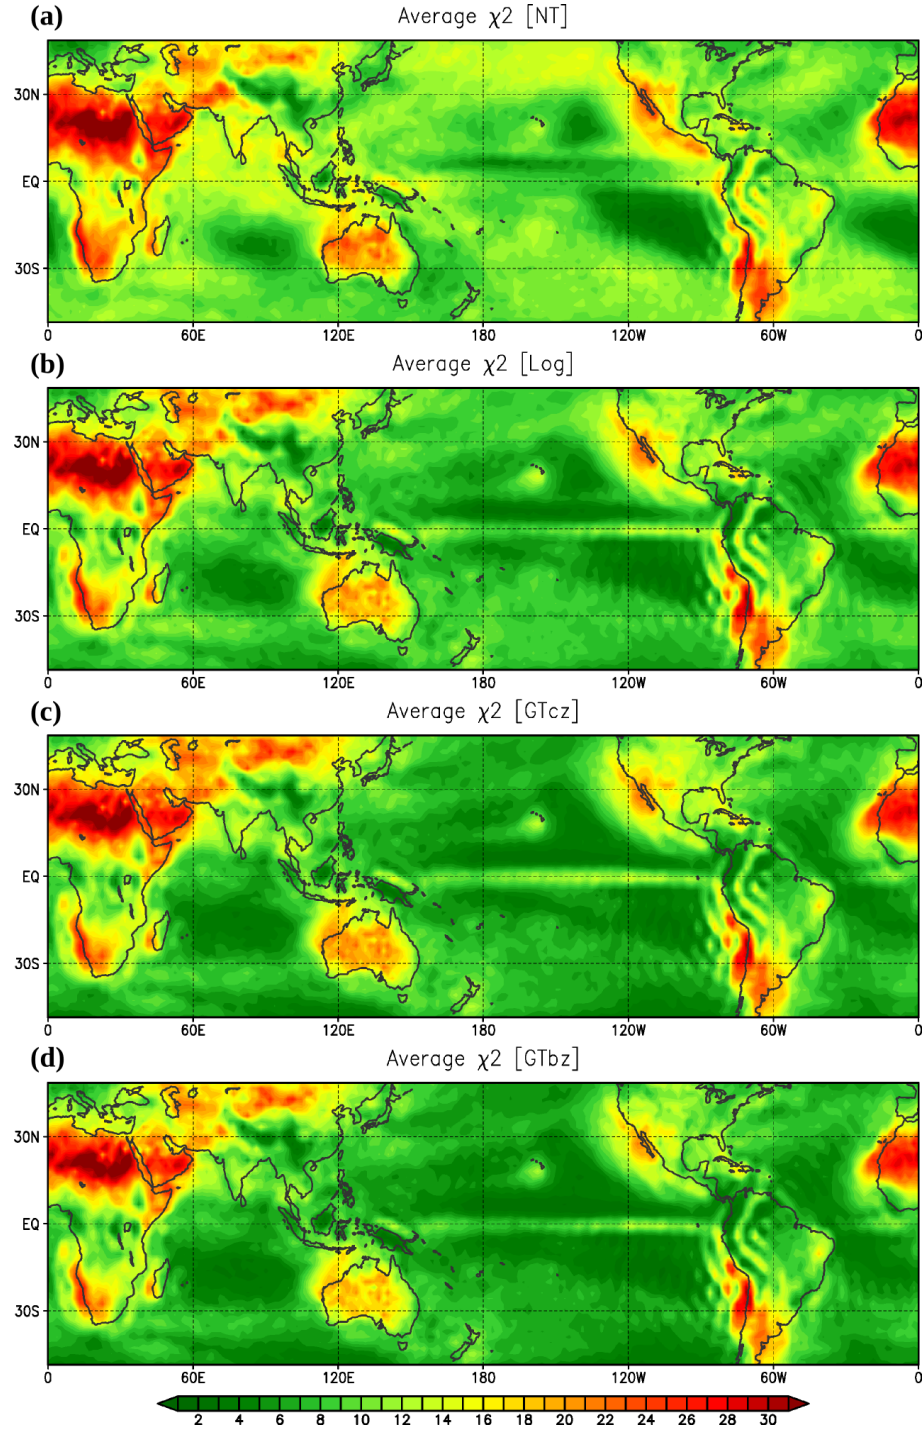 (a)
Average χ2 [NT]
30N
EQ
30S
0 60E 120E 180 120W 60W 0
(b)
Average χ2 [Log]
30N
EQ
30S
0 60E 120E 180 120W 60W 0
(c)
Average χ2 [GTcz]
30N
EQ
30S
0 60E 120E 180 120W 60W 0
(d)
Average χ2 [GTbz]
30N
EQ
30S
0 60E 120E 180 120W 60W 0
2 4 6 8 10 12 14 16 18 20 22 24 26 28 30